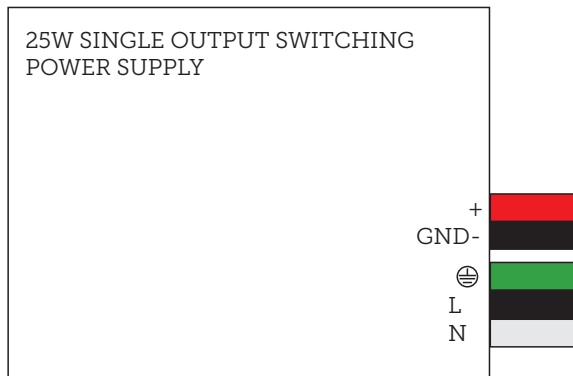 25W SINGLE OUTPUT SWITCHING
POWER SUPPLY
+
GND-
L
N